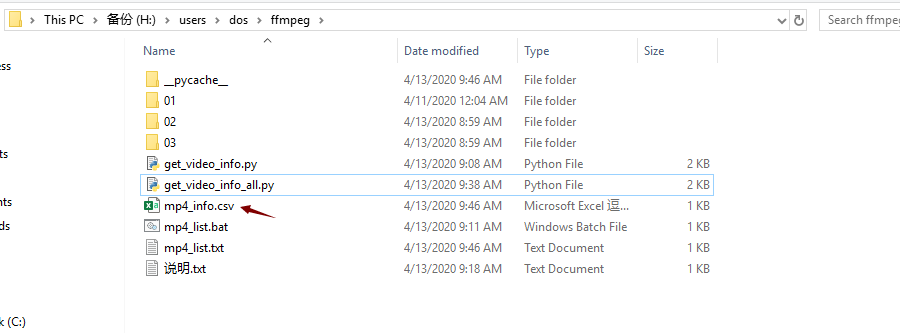 This PC > 备份 (H:) > users > dos > ffmpeg
Search ffmpeg
Name Date modified Type Size
__pycache__ 4/13/2020 9:46 AM File folder
01 4/11/2020 12:04 AM File folder
02 4/13/2020 8:59 AM File folder
03 4/13/2020 8:59 AM File folder
get_video_info.py 4/13/2020 9:08 AM Python File 2 KB
get_video_info_all.py 4/13/2020 9:38 AM Python File 2 KB
mp4_info.csv 4/13/2020 9:46 AM Microsoft Excel 逗... 1 KB
mp4_list.bat 4/13/2020 9:11 AM Windows Batch File 1 KB
mp4_list.txt 4/13/2020 9:46 AM Text Document 1 KB
说明.txt 4/13/2020 9:18 AM Text Document 1 KB
(C:)